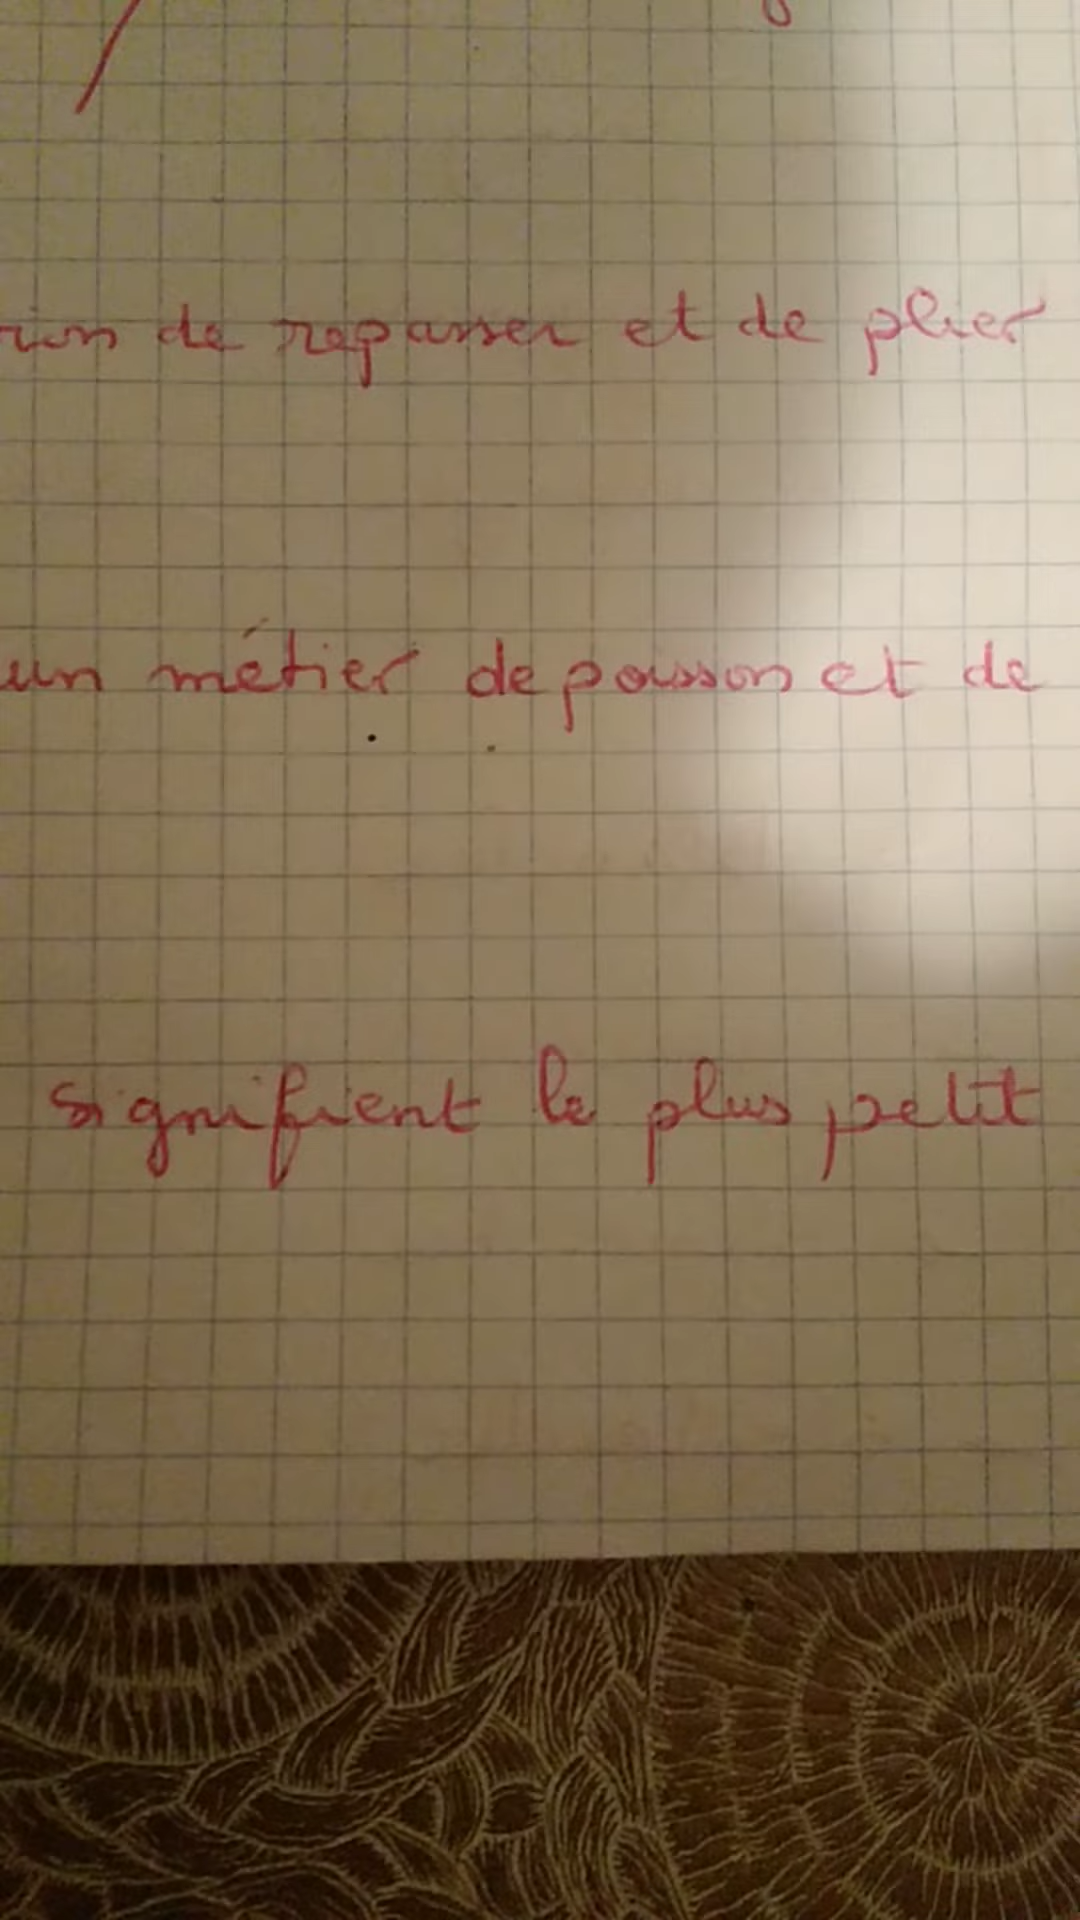 de repasser et de plier
un métier de poisson et de
signifient le plus petit